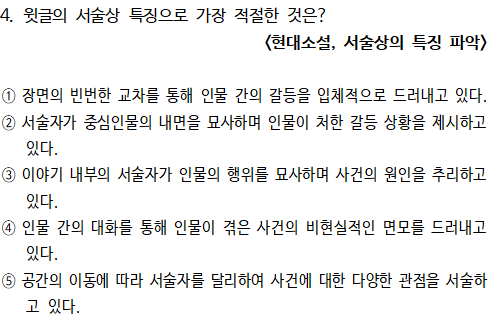 4. 윗글의 서술상 특징으로 가장 적절한 것은?
<현대소설, 서술상의 특징 파악>
① 장면의 빈번한 교차를 통해 인물 간의 갈등을 입체적으로 드러내고 있다.
② 서술자가 중심인물의 내면을 묘사하며 인물이 처한 갈등 상황을 제시하고
있다.
③ 이야기 내부의 서술자가 인물의 행위를 묘사하며 사건의 원인을 추리하고
있다.
④ 인물 간의 대화를 통해 인물이 겪은 사건의 비현실적인 면모를 드러내고
있다.
⑤ 공간의 이동에 따라 서술자를 달리하여 사건에 대한 다양한 관점을 서술하
고 있다.